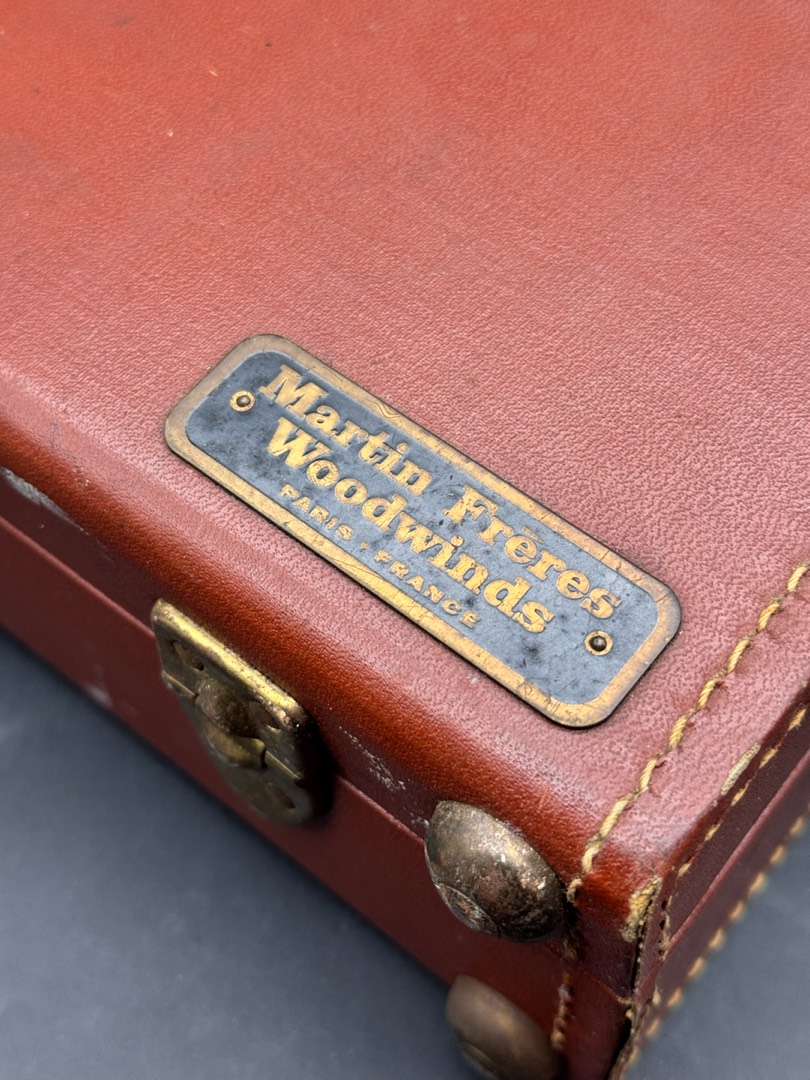 Martin Frères
Woodwinds
PARIS · FRANCE